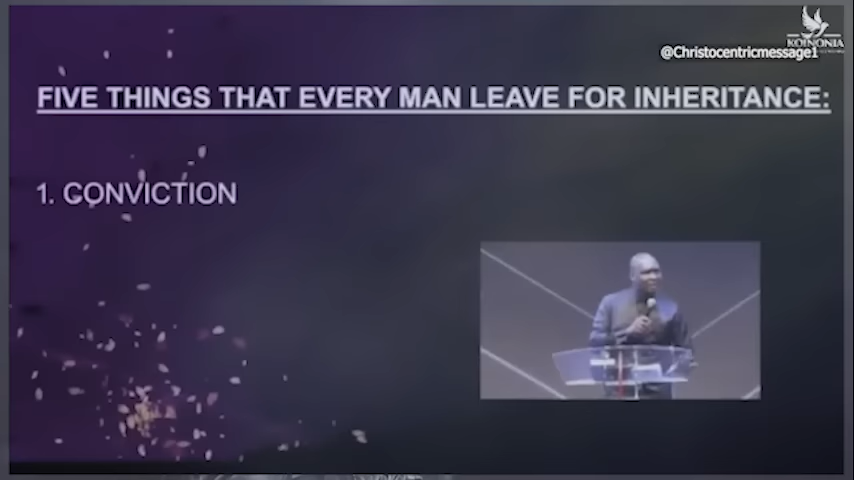 KOINONIA
@Christocentricmessage1
FIVE THINGS THAT EVERY MAN LEAVE FOR INHERITANCE:
1. CONVICTION